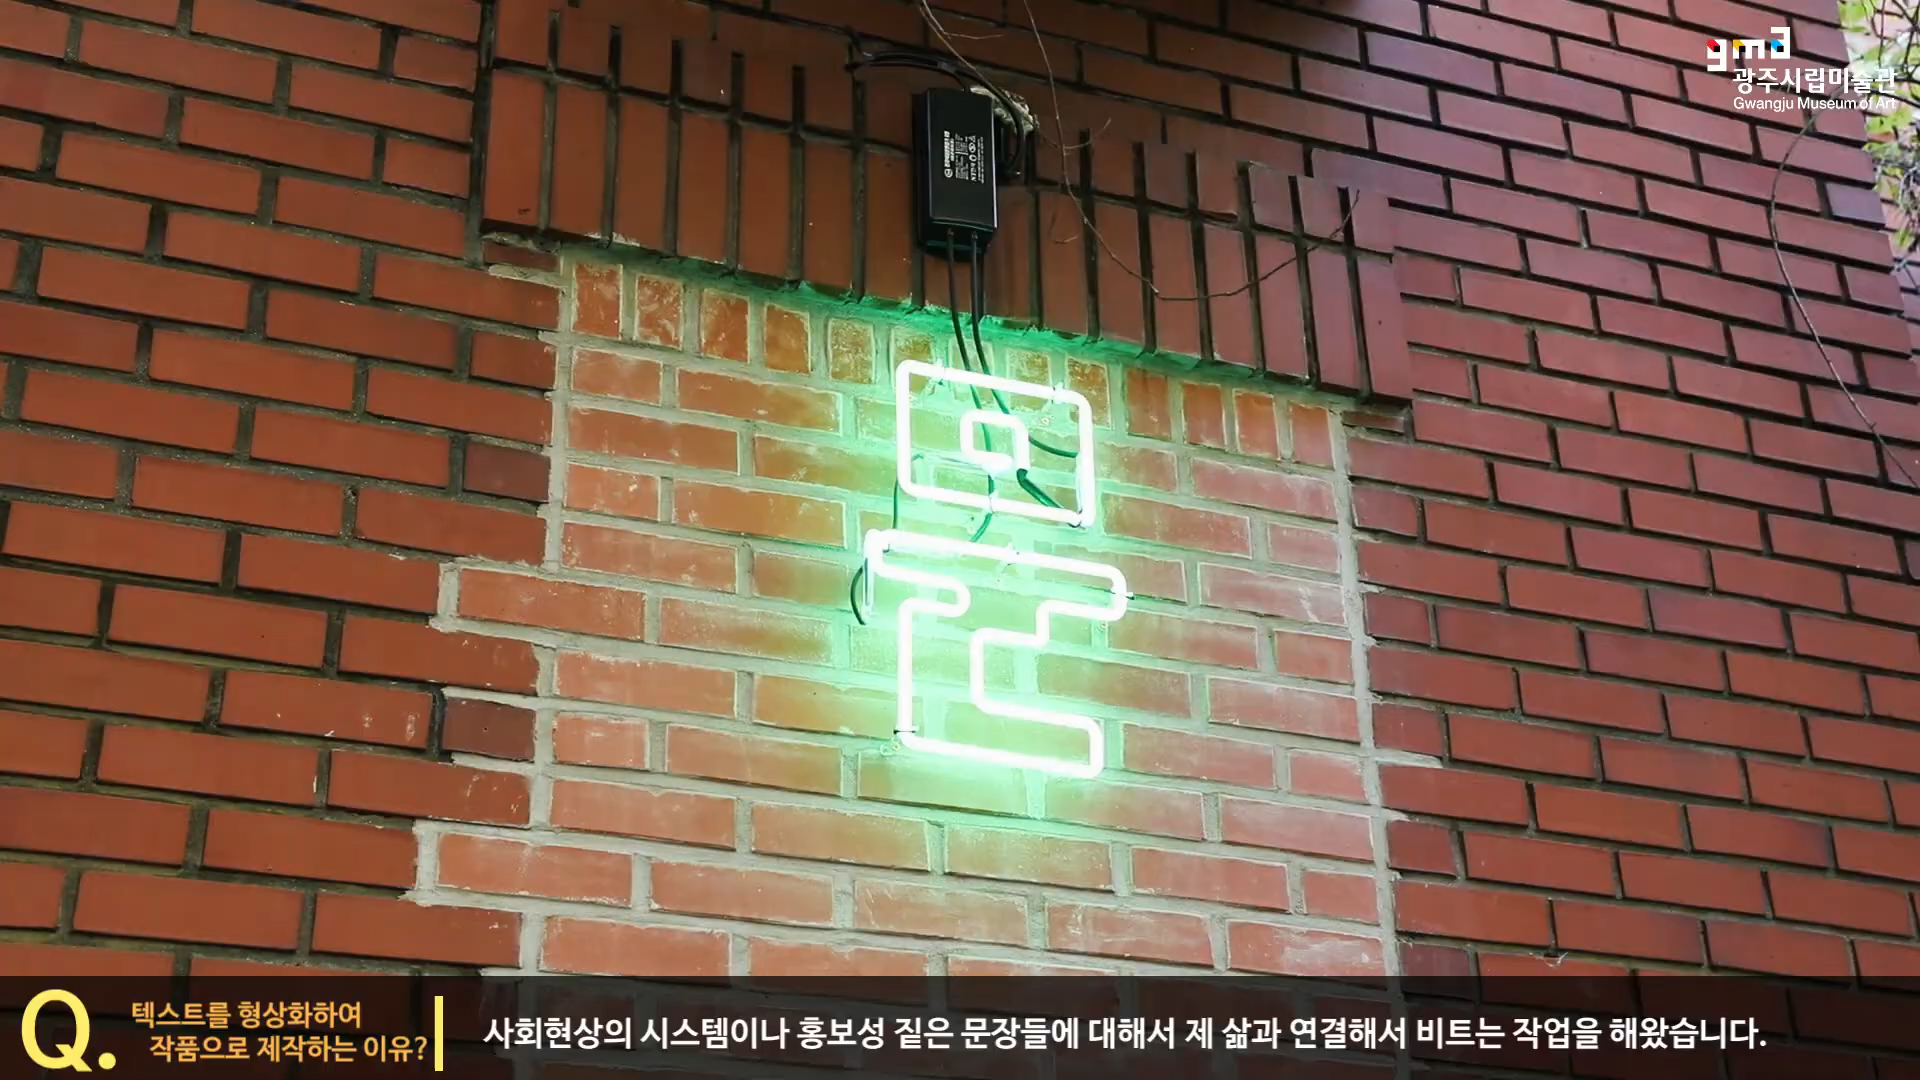 gma
광주시립미술관
Gwangju Museum of Art
Q.
텍스트를 형상화하여
작품으로 제작하는 이유?
사회현상의 시스템이나 홍보성 짙은 문장들에 대해서 제 삶과 연결해서 비트는 작업을 해왔습니다.